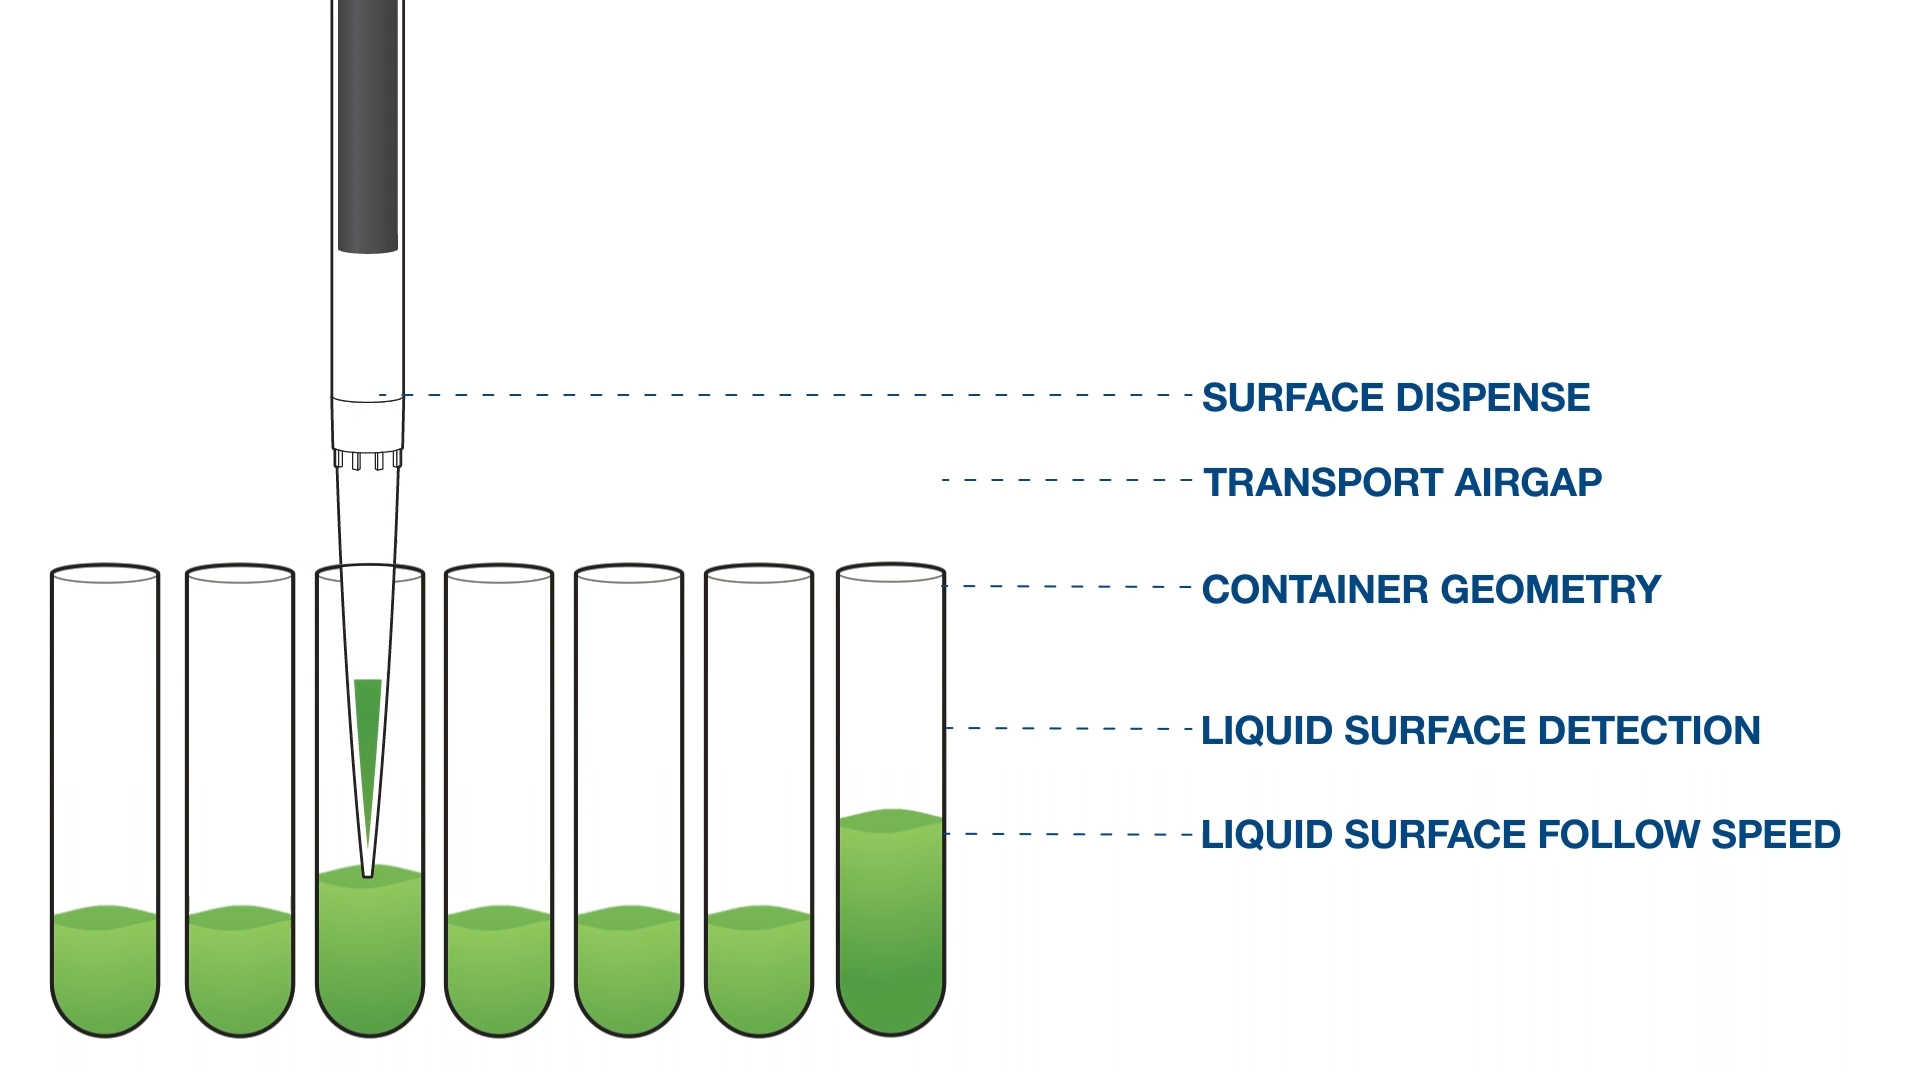 SURFACE DISPENSE
TRANSPORT AIRGAP
CONTAINER GEOMETRY
LIQUID SURFACE DETECTION
LIQUID SURFACE FOLLOW SPEED